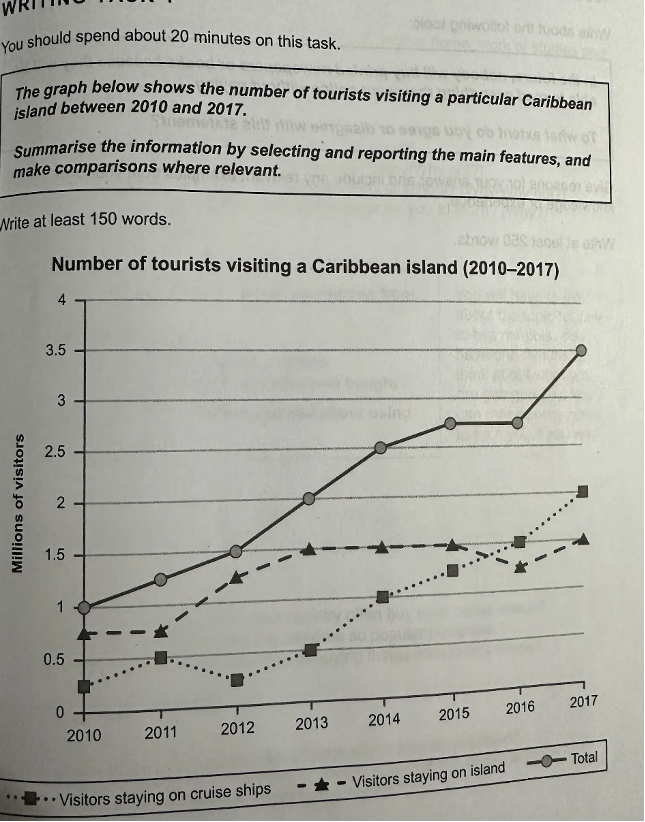 WRITING TASK 1
You should spend about 20 minutes on this task.
The graph below shows the number of tourists visiting a particular Caribbean
island between 2010 and 2017.
Summarise the information by selecting and reporting the main features, and
make comparisons where relevant.
Write at least 150 words.
Number of tourists visiting a Caribbean island (2010–2017)
Millions of visitors
4
3.5
3
2.5
2
1.5
1
0.5
0
2010 2011 2012 2013 2014 2015 2016 2017
Visitors staying on cruise ships Visitors staying on island Total